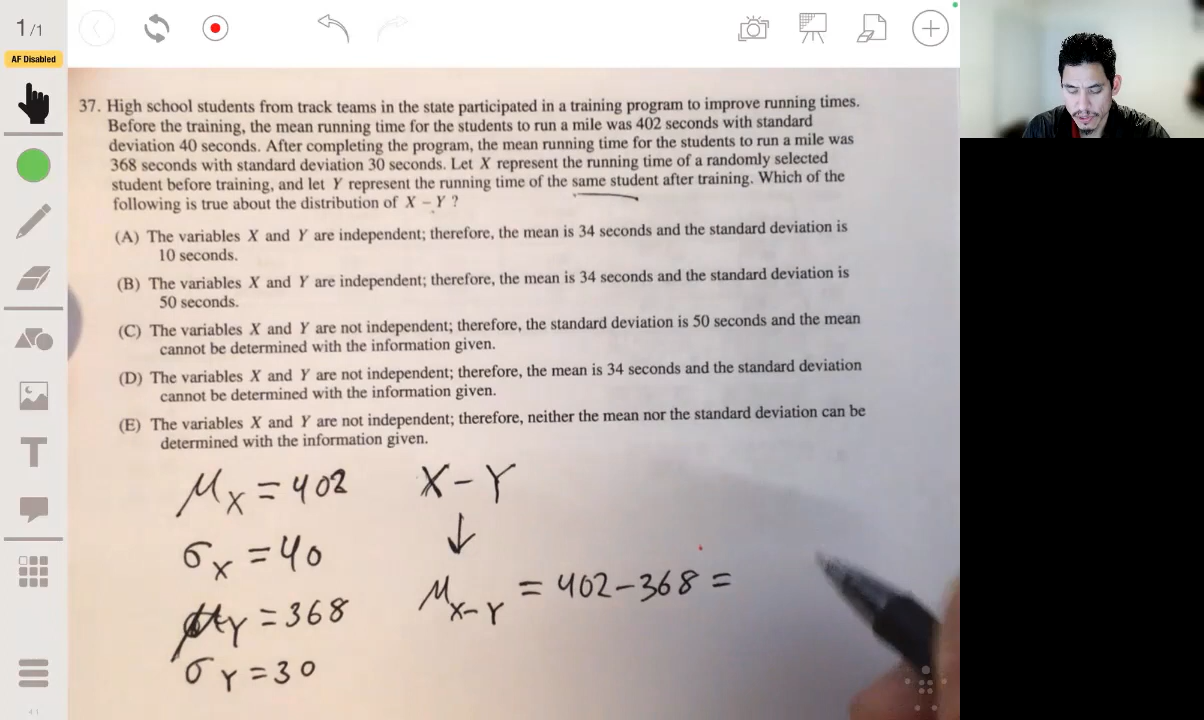 1/1
AF Disabled
37. High school students from track teams in the state participated in a training program to improve running times.
Before the training, the mean running time for the students to run a mile was 402 seconds with standard
deviation 40 seconds. After completing the program, the mean running time for the students to run a mile was
368 seconds with standard deviation 30 seconds. Let X represent the running time of a randomly selected
student before training, and let Y represent the running time of the same student after training. Which of the
following is true about the distribution of X − Y ?
(A) The variables X and Y are independent; therefore, the mean is 34 seconds and the standard deviation is
10 seconds.
(B) The variables X and Y are independent; therefore, the mean is 34 seconds and the standard deviation is
50 seconds.
(C) The variables X and Y are not independent; therefore, the standard deviation is 50 seconds and the mean
cannot be determined with the information given.
(D) The variables X and Y are not independent; therefore, the mean is 34 seconds and the standard deviation
cannot be determined with the information given.
(E) The variables X and Y are not independent; therefore, neither the mean nor the standard deviation can be
determined with the information given.
μX = 402
X − Y
σX = 40
μY = 368
μX−Y = 402 − 368 =
σY = 30
T